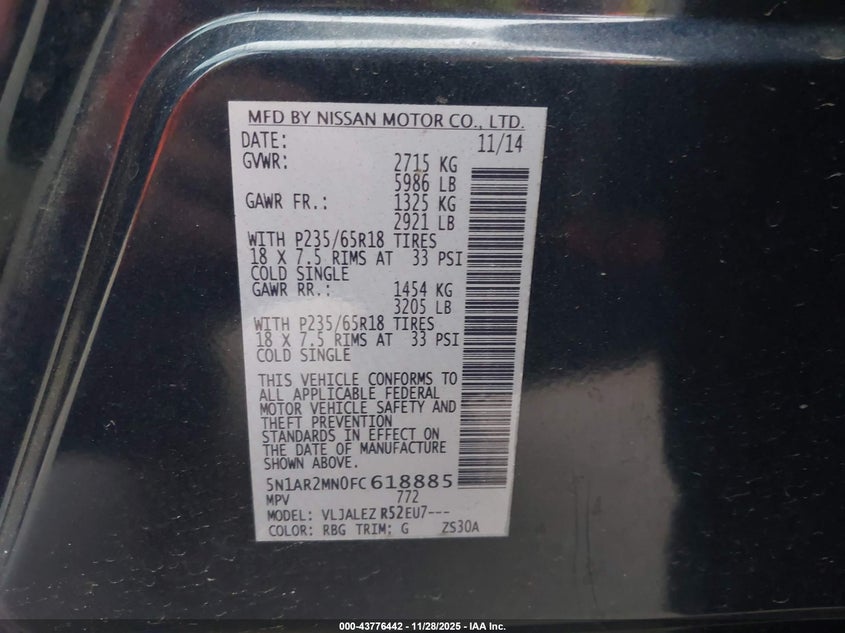 MFD BY NISSAN MOTOR CO., LTD.
DATE: 11/14
GVWR: 2715 KG
5986 LB
GAWR FR.: 1325 KG
2921 LB
WITH P235/65R18 TIRES
18 X 7.5 RIMS AT 33 PSI
COLD SINGLE
GAWR RR.: 1454 KG
3205 LB
WITH P235/65R18 TIRES
18 X 7.5 RIMS AT 33 PSI
COLD SINGLE
THIS VEHICLE CONFORMS TO
ALL APPLICABLE FEDERAL
MOTOR VEHICLE SAFETY AND
THEFT PREVENTION
STANDARDS IN EFFECT ON
THE DATE OF MANUFACTURE
SHOWN ABOVE.
5N1AR2MN0FC618885
MPV 772
MODEL: VLJALEZ R52EU7---
COLOR: RBG TRIM: G ZS30A
000-43776442 - 11/28/2025 - IAA Inc.